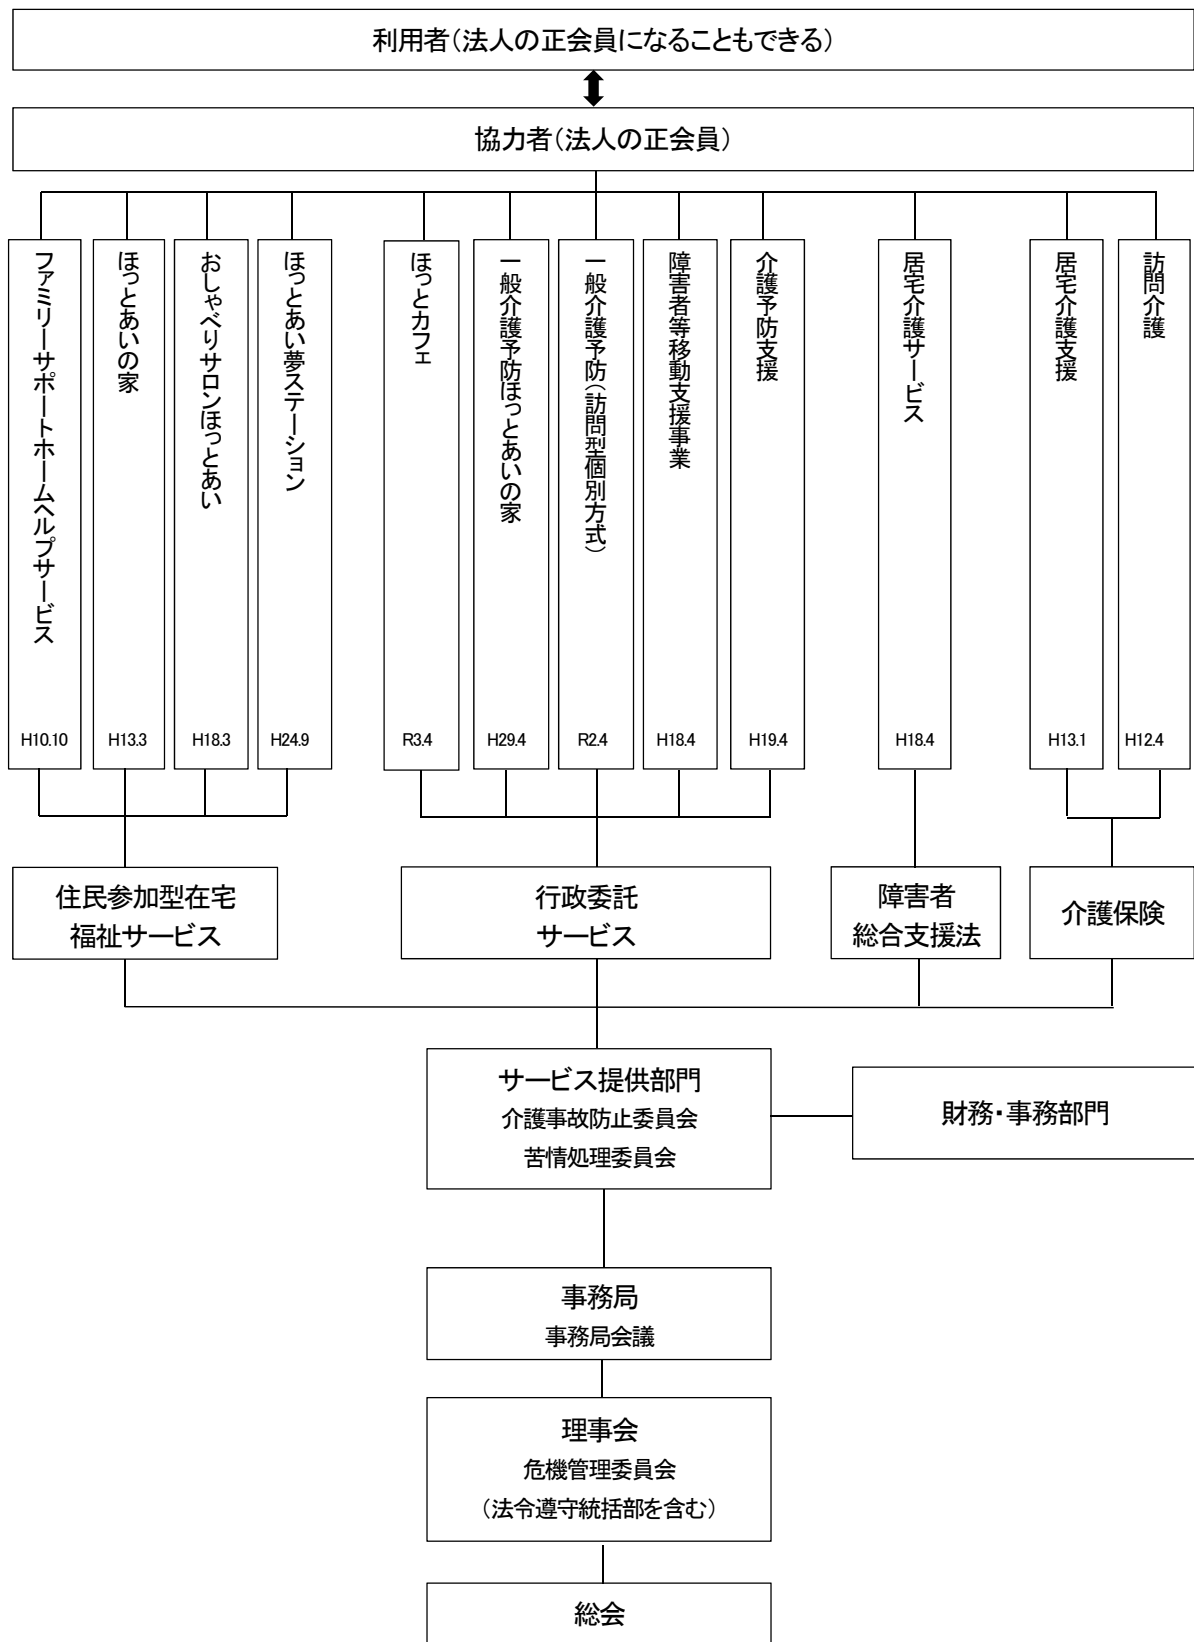 利用者(法人の正会員になることもできる)
協力者(法人の正会員)
ファミリーサポートホームヘルプサービス
H10.10
ほっとあいの家
H13.3
おしゃべりサロンほっとあい
H18.3
ほっとあい夢ステーション
H24.9
ほっとカフェ
R3.4
一般介護予防ほっとあいの家
H29.4
一般介護予防(訪問型個別方式)
R2.4
障害者等移動支援事業
H18.4
介護予防支援
H19.4
居宅介護サービス
H18.4
居宅介護支援
H13.1
訪問介護
H12.4
住民参加型在宅
福祉サービス
行政委託
サービス
障害者
総合支援法
介護保険
サービス提供部門
介護事故防止委員会
苦情処理委員会
財務・事務部門
事務局
事務局会議
理事会
危機管理委員会
(法令遵守統括部を含む)
総会